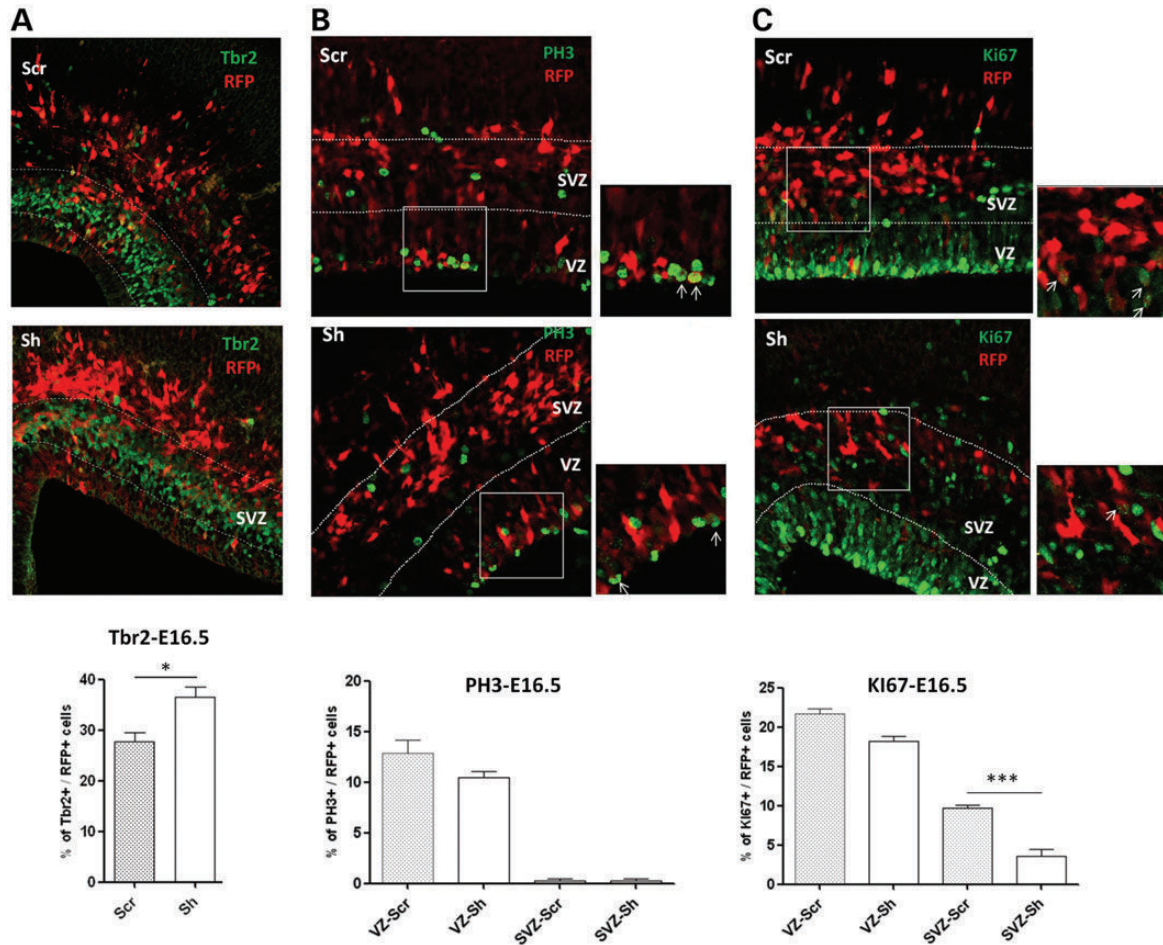 A
B
C
Scr
Tbr2
RFP
Scr
PH3
RFP
SVZ
VZ
Scr
Ki67
RFP
SVZ
VZ
Sh
Tbr2
RFP
SVZ
Sh
PH3
RFP
SVZ
VZ
Sh
Ki67
RFP
SVZ
VZ
Tbr2-E16.5
% of Tbr2+ / RFP+ cells
40
30
20
10
0
*
Scr
Sh
PH3-E16.5
% of PH3+ / RFP+ cells
20
15
10
5
0
VZ-Scr
VZ-Sh
SVZ-Scr
SVZ-Sh
KI67-E16.5
% of KI67+ / RFP+ cells
25
20
15
10
5
0
***
VZ-Scr
VZ-Sh
SVZ-Scr
SVZ-Sh